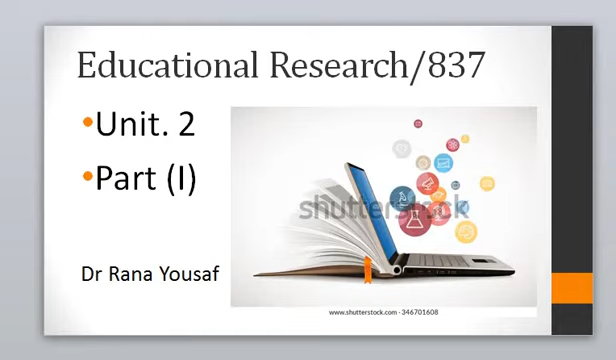 Educational Research/837
•Unit. 2
•Part (I)
shutterstock
Dr Rana Yousaf
www.shutterstock.com · 346701608